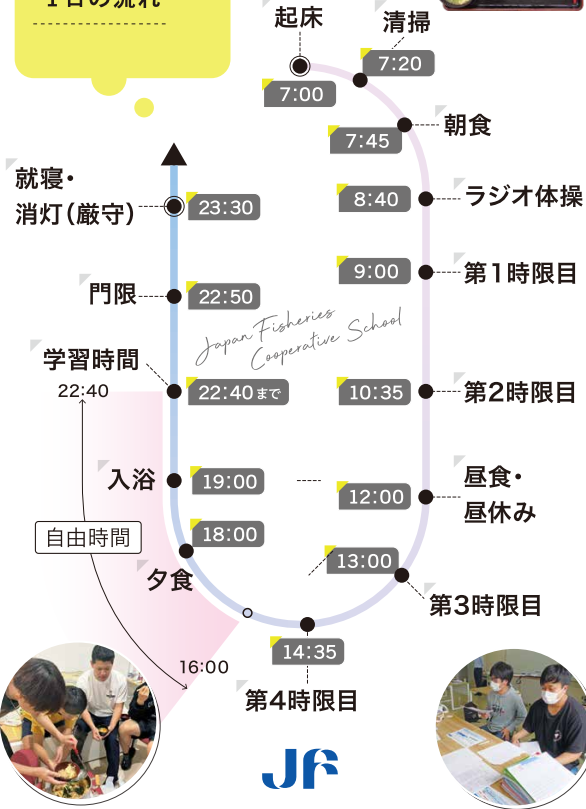 1日の流れ
起床
7:00
清掃
7:20
朝食
7:45
ラジオ体操
8:40
第1時限目
9:00
第2時限目
10:35
昼食・
昼休み
12:00
第3時限目
13:00
第4時限目
14:35
夕食
18:00
入浴
19:00
学習時間
22:40まで
門限
22:50
就寝・
消灯(厳守)
23:30
22:40
自由時間
16:00
Japan Fisheries
Cooperative School
JF